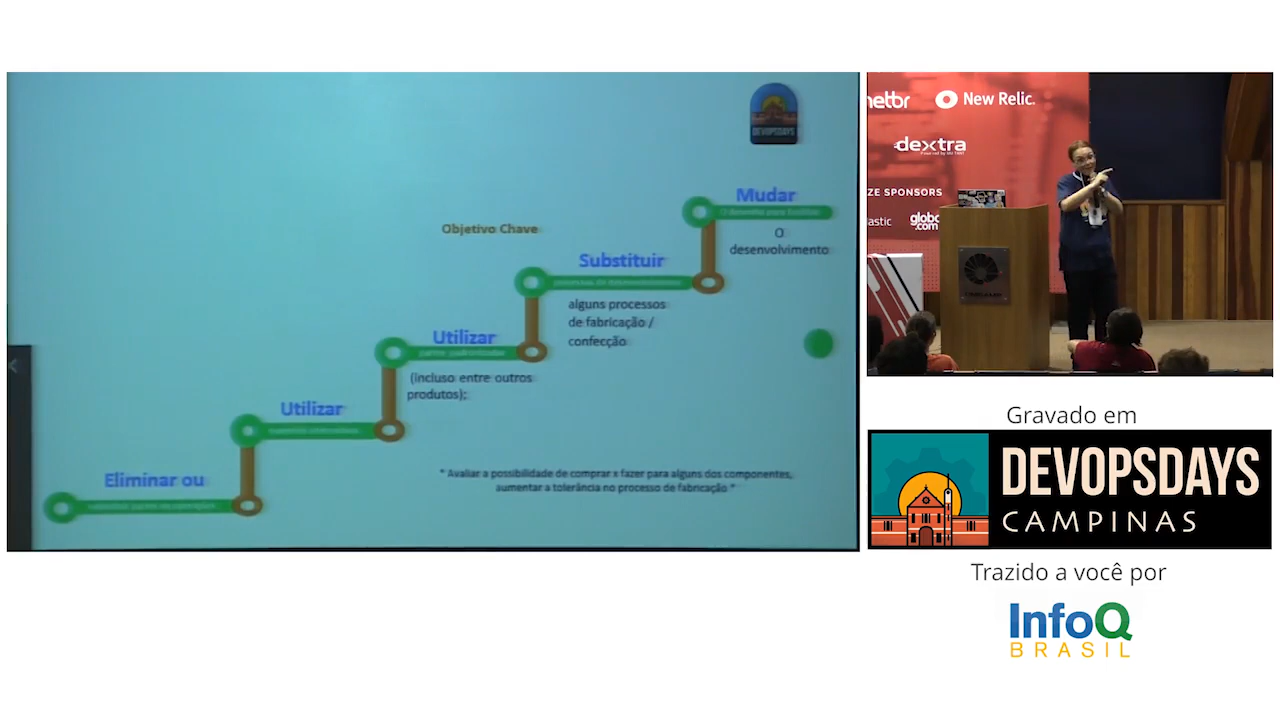 DEVOPSDAYS
Mudar
O
desenvolvimento
Objetivo Chave
Substituir
alguns processos
de fabricação /
confecção
Utilizar
(incluso entre outros
produtos);
Utilizar
Eliminar ou
* Avaliar a possibilidade de comprar x fazer para alguns dos componentes,
aumentar a tolerância no processo de fabricação *
New Relic.
dextra
ZE SPONSORS
globo
.com
Gravado em
DEVOPSDAYS
CAMPINAS
Trazido a você por
InfoQ
BRASIL